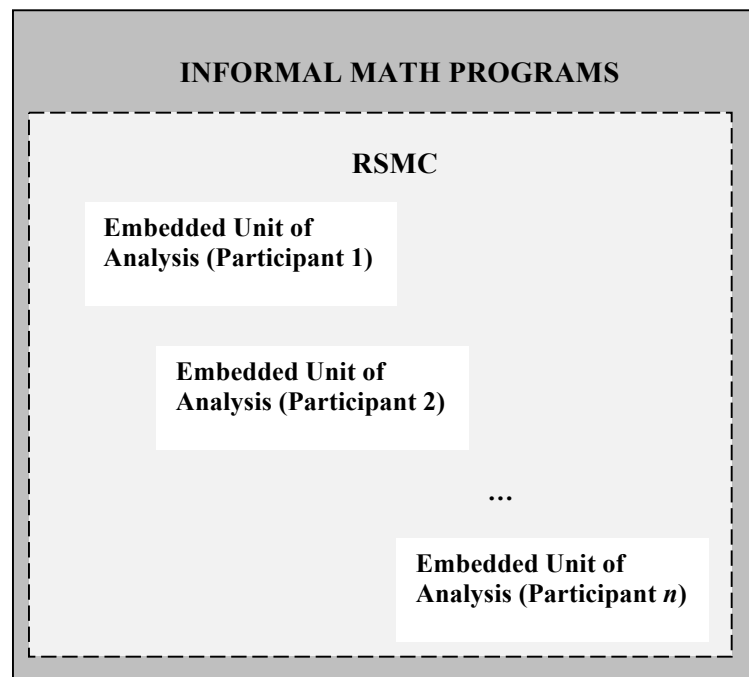 INFORMAL MATH PROGRAMS
RSMC
Embedded Unit of
Analysis (Participant 1)
Embedded Unit of
Analysis (Participant 2)
...
Embedded Unit of
Analysis (Participant n)